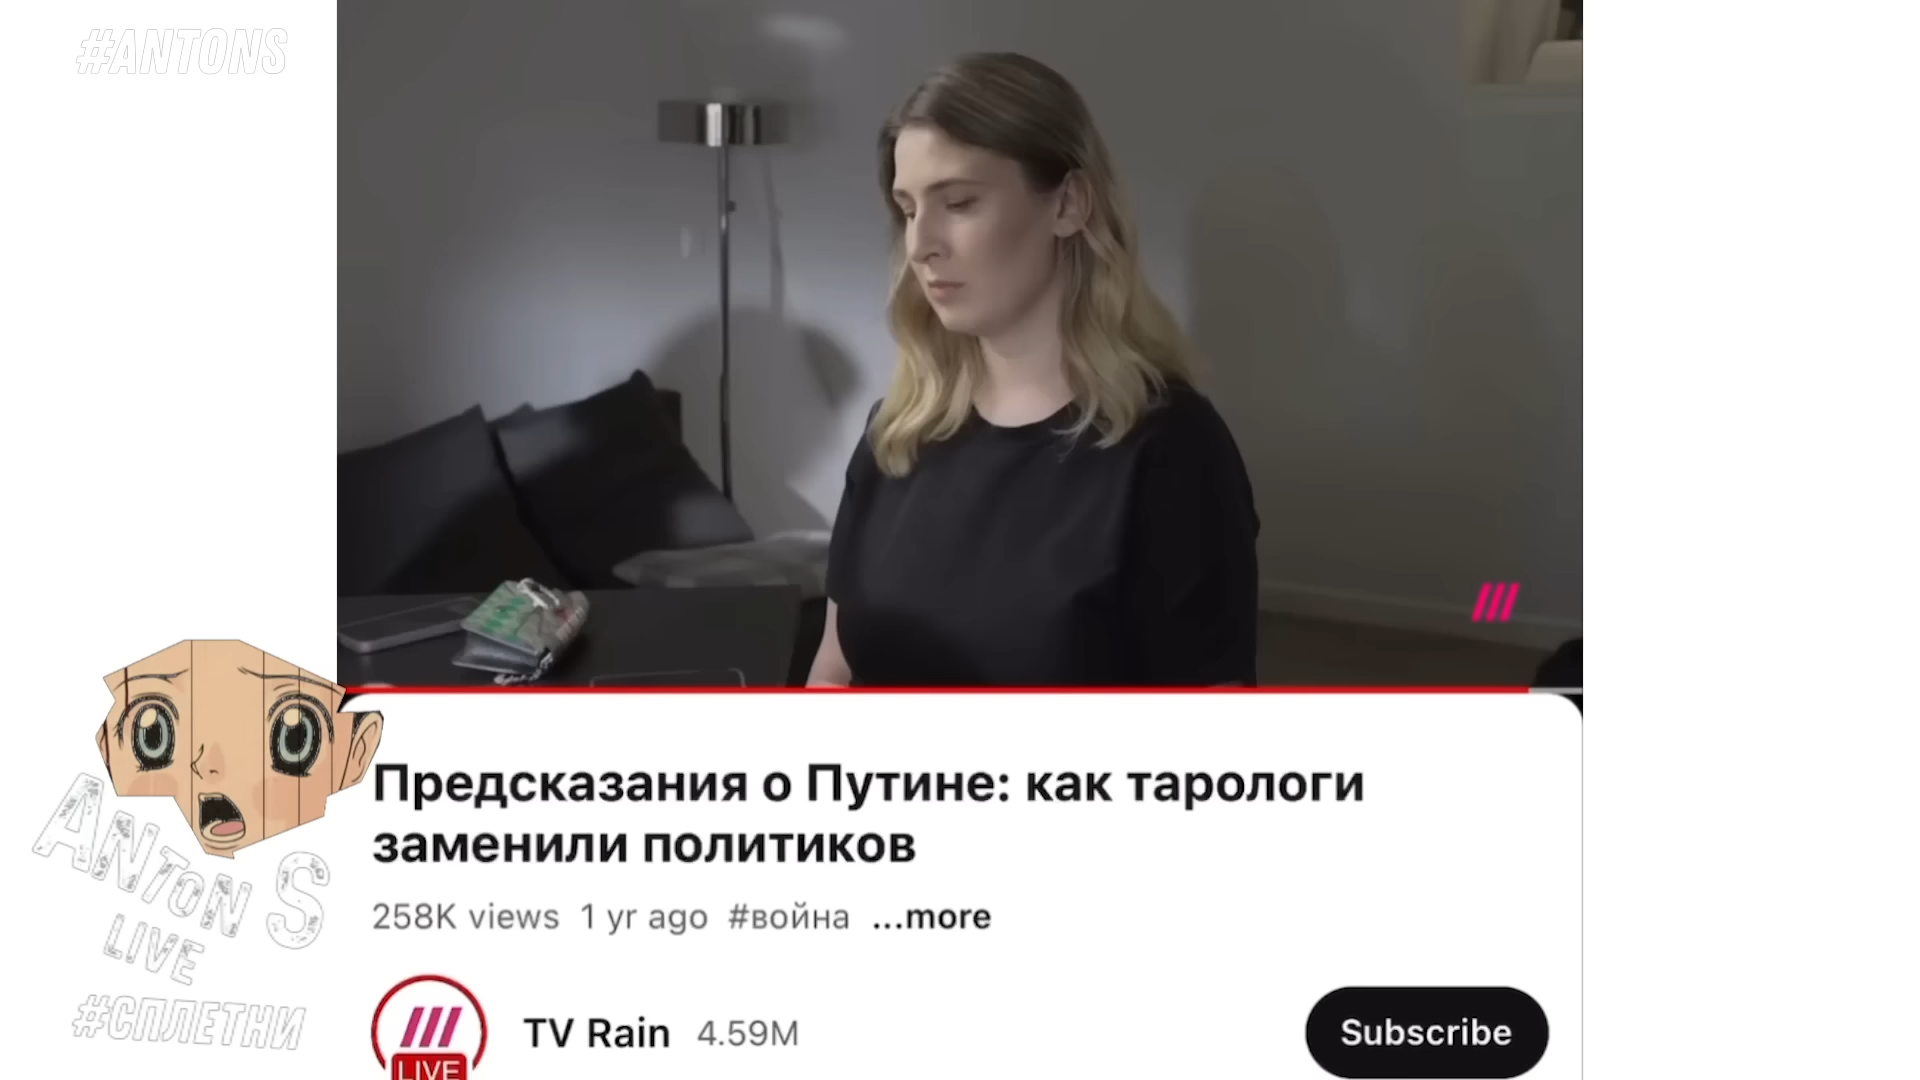 #ANTONS
Предсказания о Путине: как тарологи
заменили политиков
258K views 1 yr ago #война ...more
TV Rain 4.59M
LIVE
Subscribe
ANTON S
LIVE
#СПЛЕТНИ